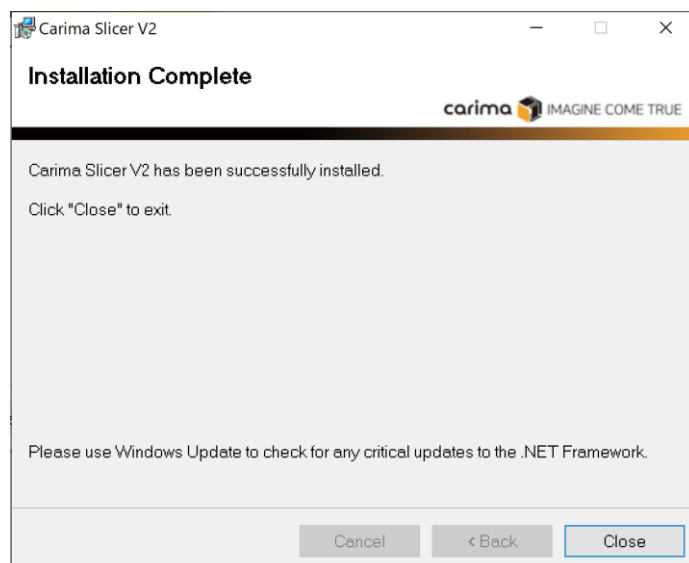 Carima Slicer V2
Installation Complete
carima IMAGINE COME TRUE
Carima Slicer V2 has been successfully installed.
Click "Close" to exit.
Please use Windows Update to check for any critical updates to the .NET Framework.
Cancel
< Back
Close